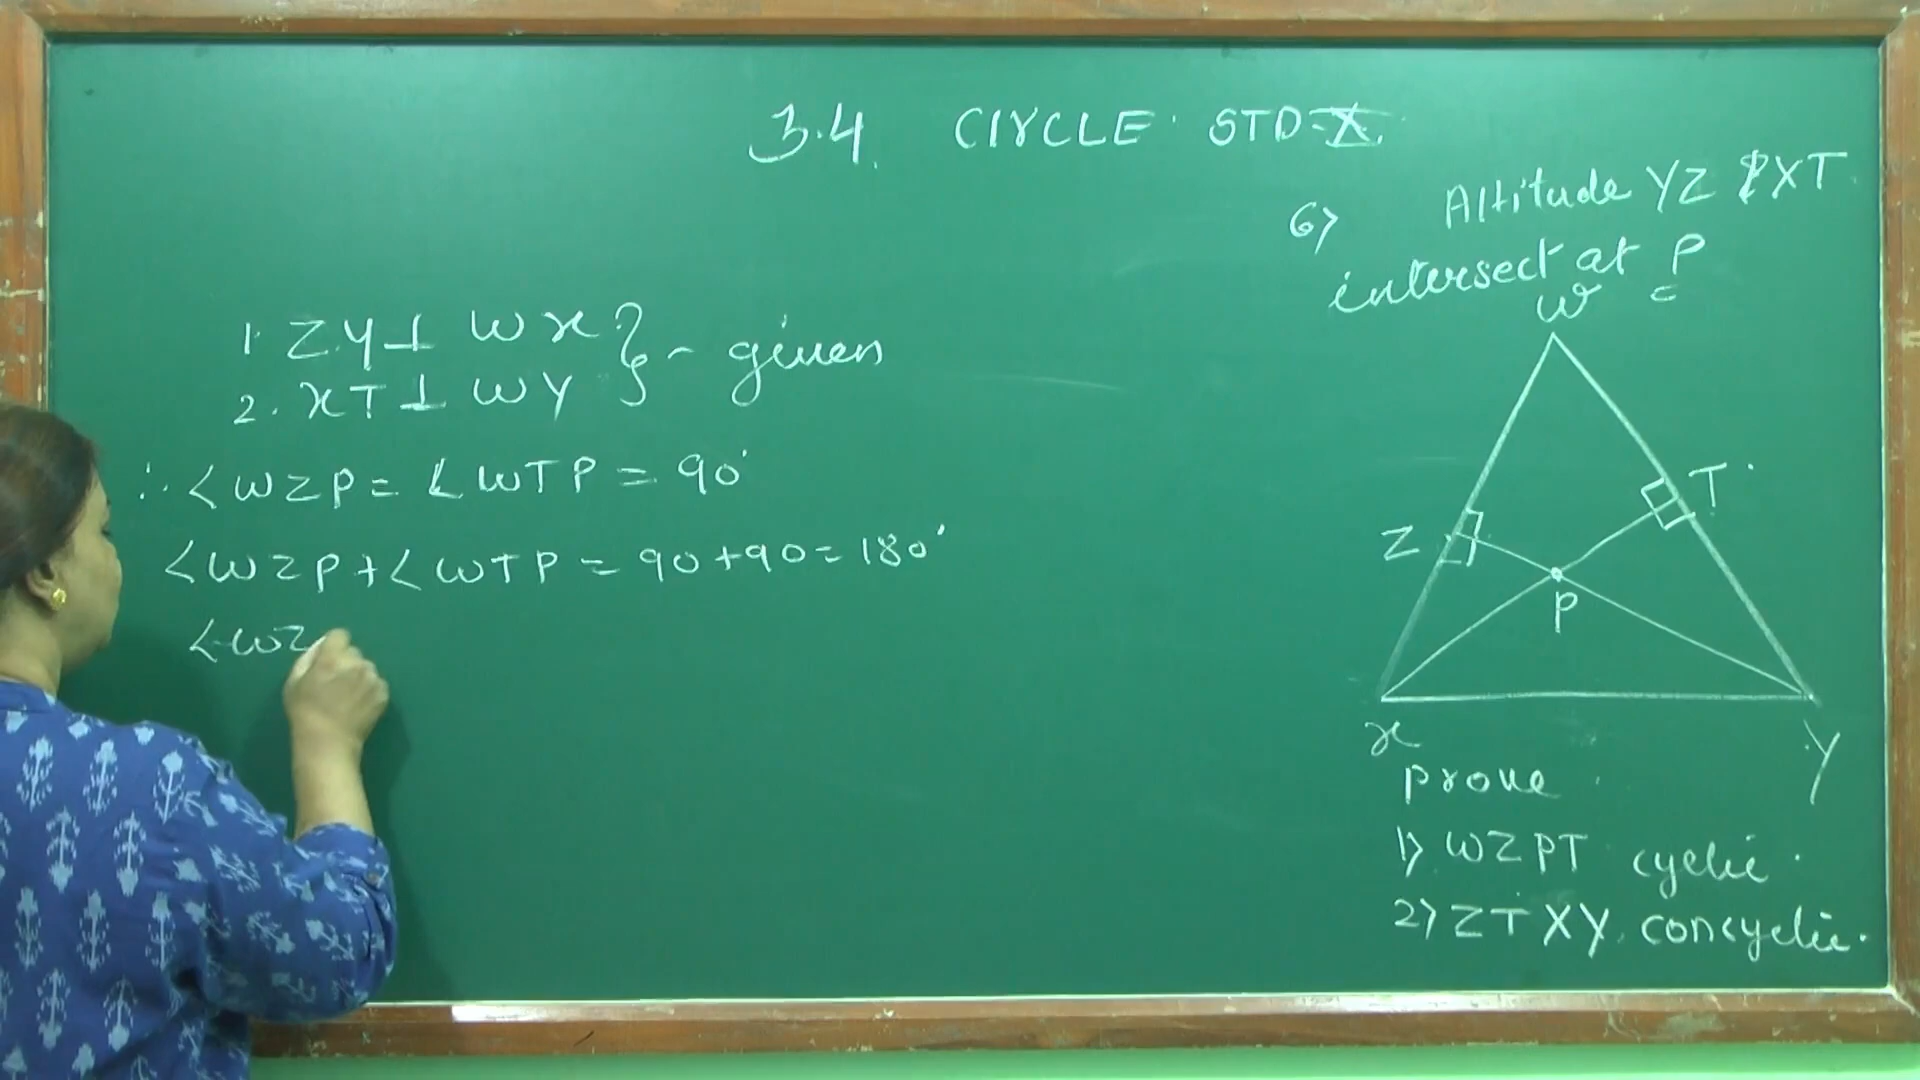 3.4. CIRCLE STD-X.
6) Altitude YZ & XT
intersect at P
1. ZY ⊥ WX } - given
2. XT ⊥ WY
∴ ∠WZP = ∠WTP = 90°
∠WZP + ∠WTP = 90 + 90 = 180°
∠WZ
W
T
Z
P
X
Y
prove
1) WZPT cyclic.
2) ZTXY concyclic.